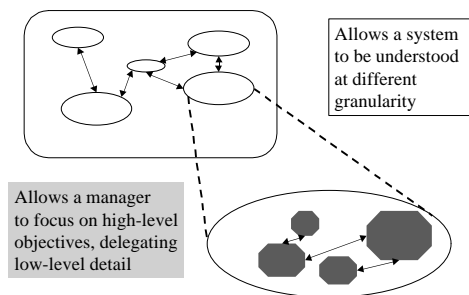 Allows a system
to be understood
at different
granularity
Allows a manager
to focus on high-level
objectives, delegating
low-level detail